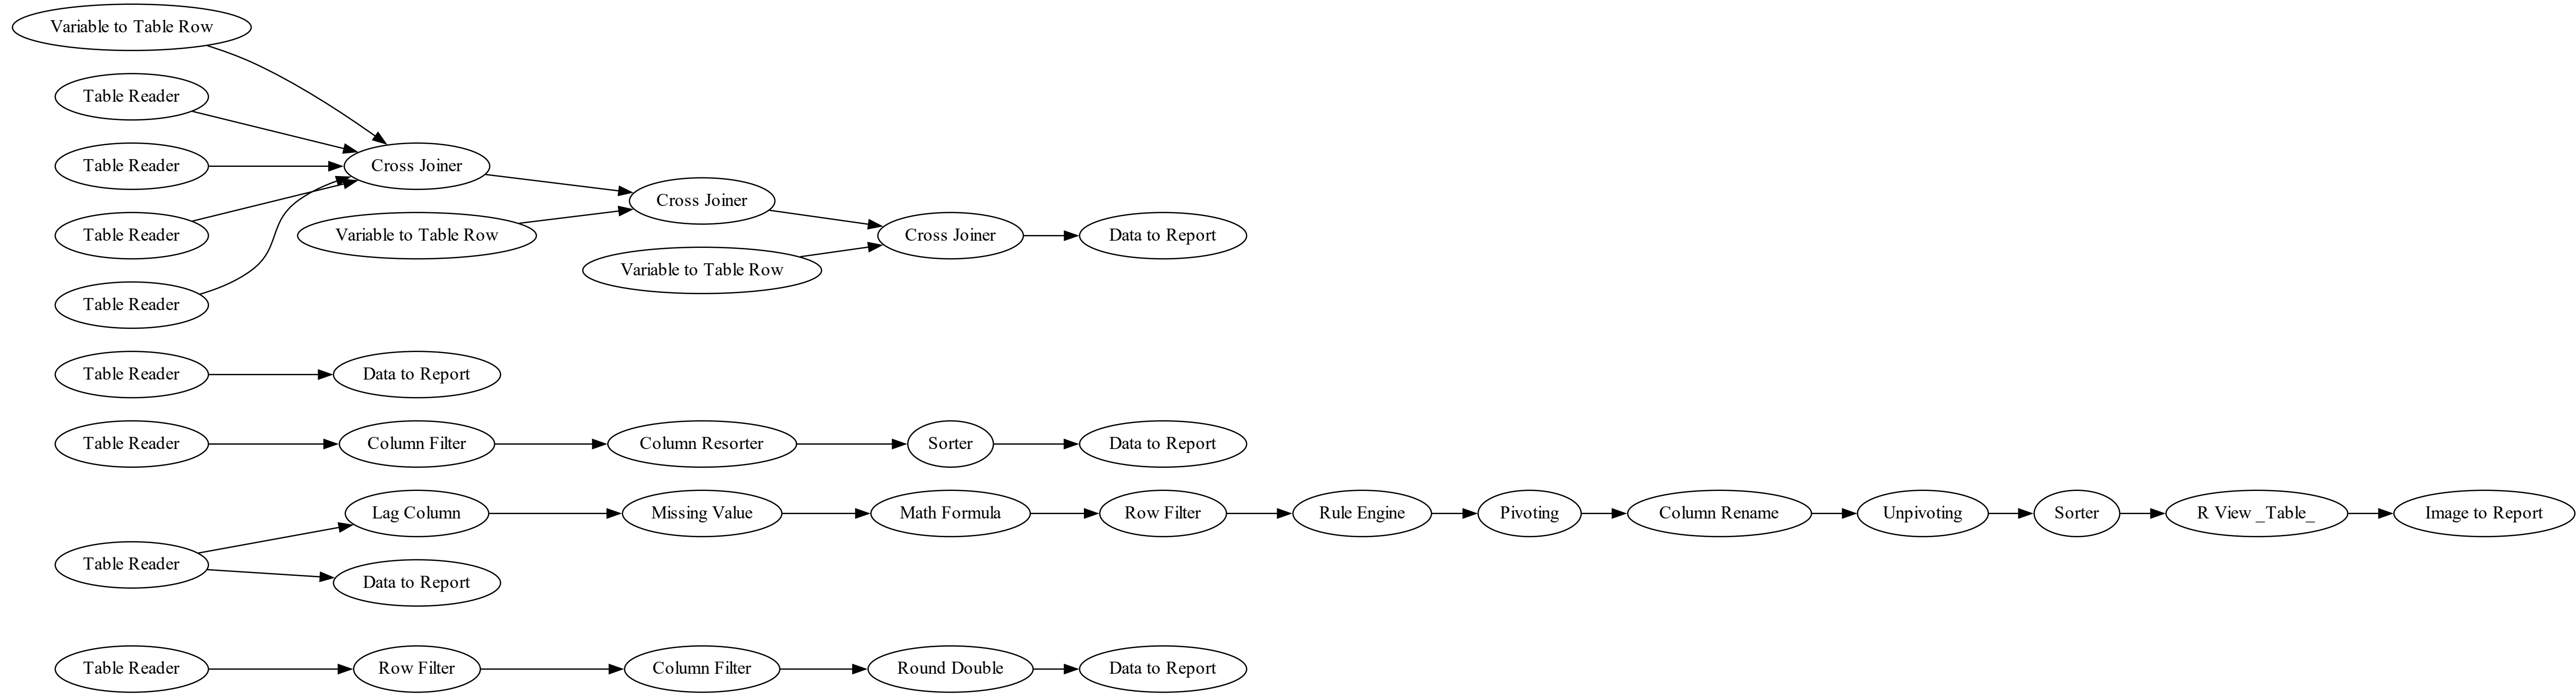 Variable to Table Row
Table Reader
Table Reader
Cross Joiner
Cross Joiner
Table Reader
Variable to Table Row
Cross Joiner
Data to Report
Variable to Table Row
Table Reader
Table Reader
Data to Report
Table Reader
Column Filter
Column Resorter
Sorter
Data to Report
Lag Column
Missing Value
Math Formula
Row Filter
Rule Engine
Pivoting
Column Rename
Unpivoting
Sorter
R View _Table_
Image to Report
Table Reader
Data to Report
Table Reader
Row Filter
Column Filter
Round Double
Data to Report